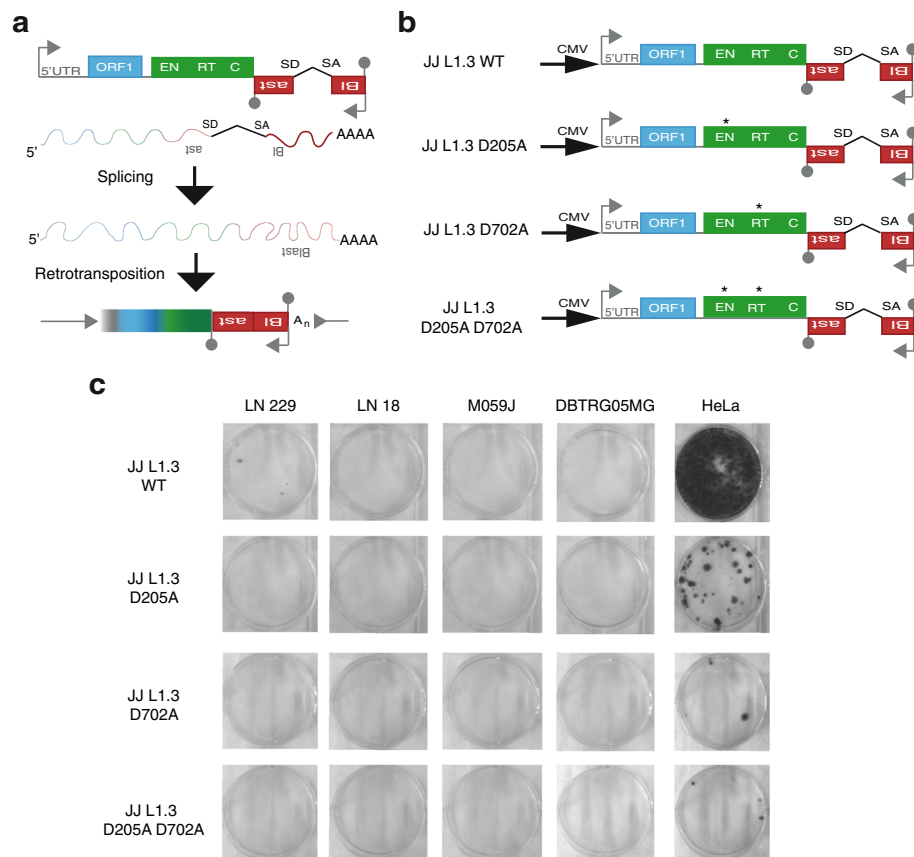 a
5'UTR ORF1 EN RT C SD SA
ast Bl
5' SD SA AAAA
ast Bl
Splicing
5' AAAA
Blast
Retrotransposition
ast Bl An
b
JJ L1.3 WT CMV 5'UTR ORF1 EN RT C SD SA
ast Bl
*
JJ L1.3 D205A CMV 5'UTR ORF1 EN RT C SD SA
ast Bl
*
JJ L1.3 D702A CMV 5'UTR ORF1 EN RT C SD SA
ast Bl
* *
JJ L1.3
D205A D702A CMV 5'UTR ORF1 EN RT C SD SA
ast Bl
c
LN 229 LN 18 M059J DBTRG05MG HeLa
JJ L1.3
WT
JJ L1.3
D205A
JJ L1.3
D702A
JJ L1.3
D205A D702A